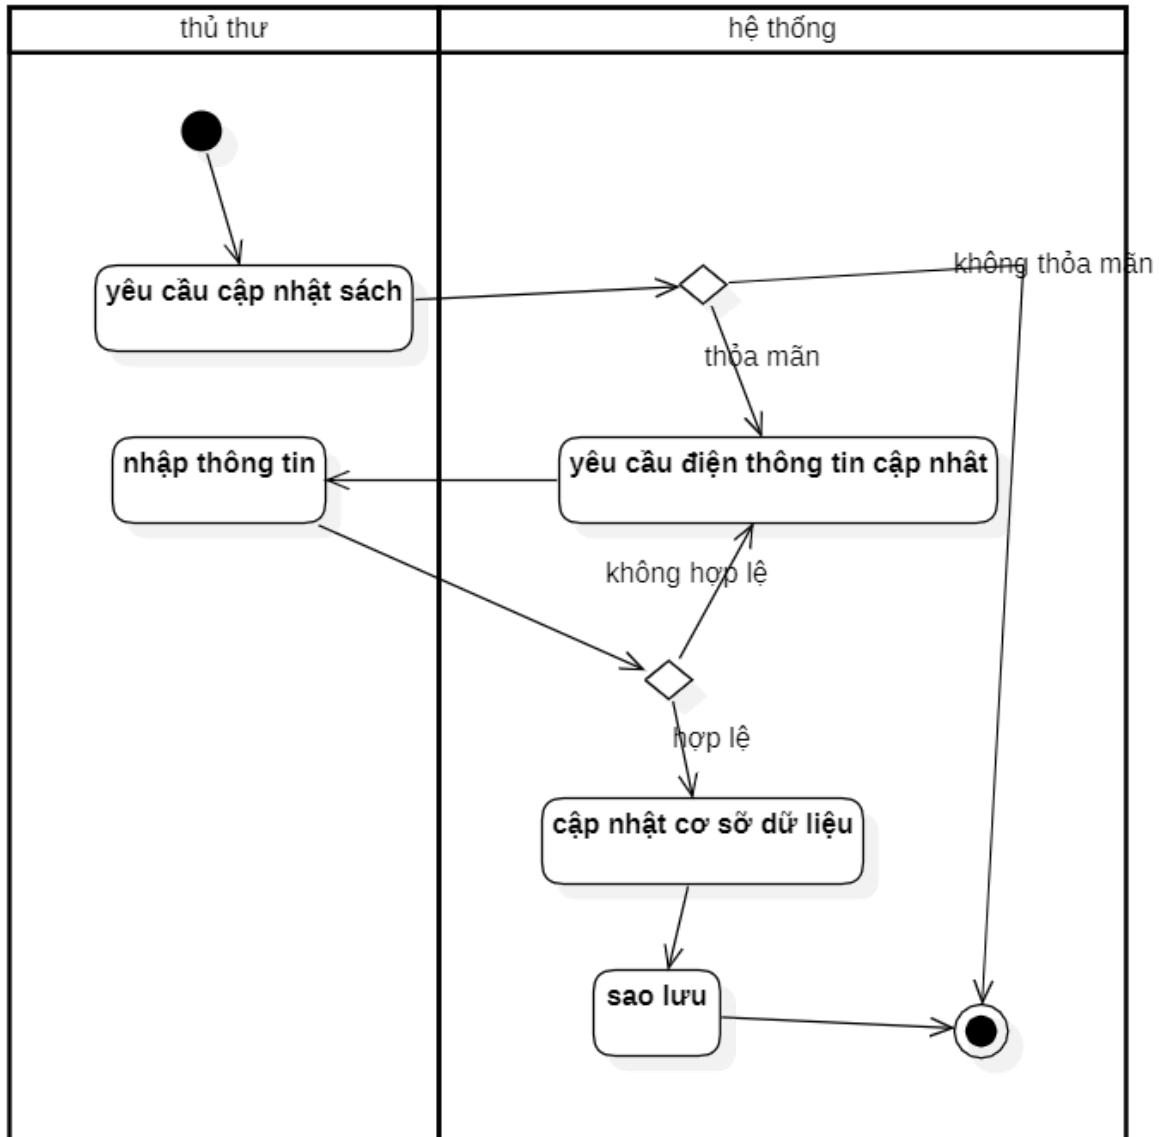 thủ thư
hệ thống
không thỏa mãn
yêu cầu cập nhật sách
thỏa mãn
nhập thông tin
yêu cầu điện thông tin cập nhât
không hợp lệ
hợp lệ
cập nhật cơ sỡ dữ liệu
sao lưu